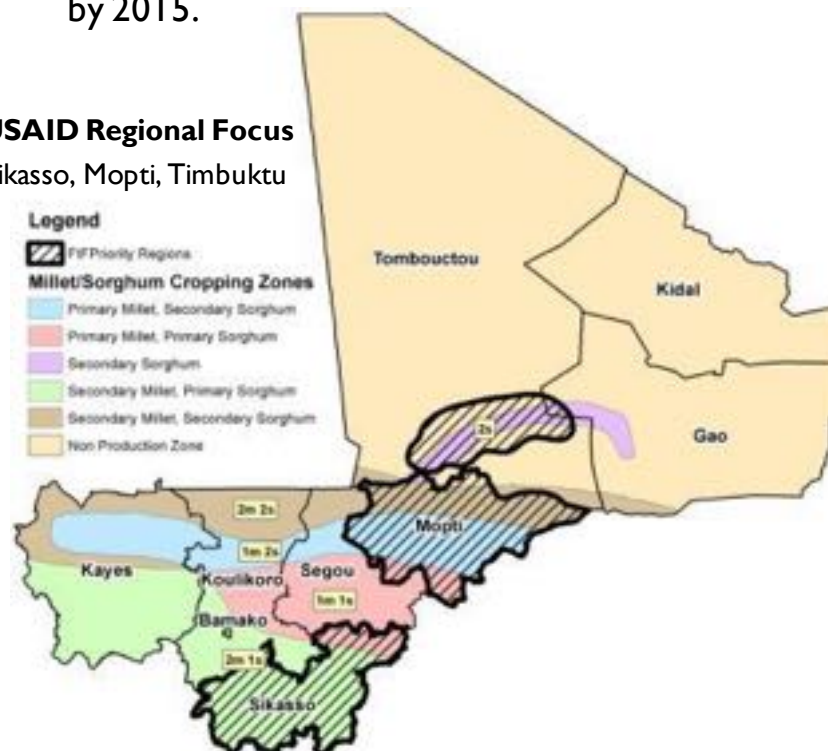 by 2015.
USAID Regional Focus
ikasso, Mopti, Timbuktu
Legend
FtF Priority Regions
Millet/Sorghum Cropping Zones
Primary Millet, Secondary Sorghum
Primary Millet, Primary Sorghum
Secondary Sorghum
Secondary Millet, Primary Sorghum
Secondary Millet, Secondary Sorghum
Non Production Zone
Tombouctou
Kidal
Gao
2s
Mopti
2m 2s
1m 2s
Kayes
Koulikoro
Segou
1m 1s
Bamako
2m 1s
Sikasso